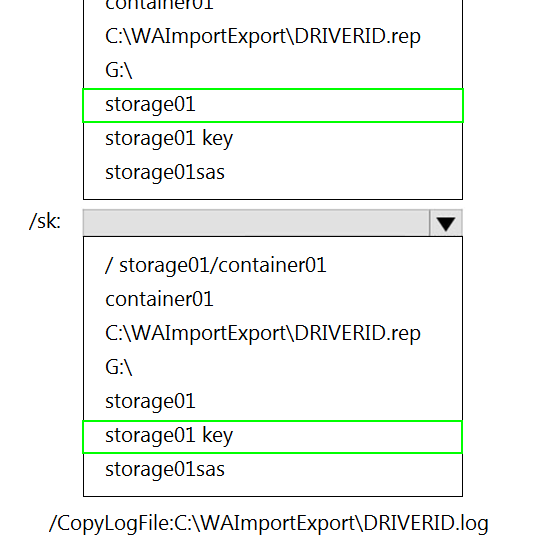 container01
C:\WAImportExport\DRIVERID.rep
G:\
storage01
storage01 key
storage01sas
/sk:
/ storage01/container01
container01
C:\WAImportExport\DRIVERID.rep
G:\
storage01
storage01 key
storage01sas
/CopyLogFile:C:\WAImportExport\DRIVERID.log